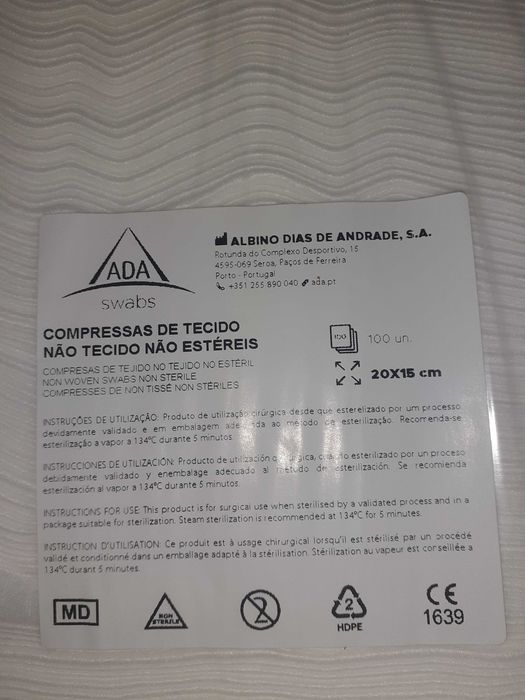 ADA
swabs
ALBINO DIAS DE ANDRADE, S.A.
Rotunda do Complexo Desportivo, 15
4595-069 Seroa, Paços de Ferreira
Porto - Portugal
+351 255 890 040 ada.pt
COMPRESSAS DE TECIDO
NÃO TECIDO NÃO ESTÉREIS
COMPRESAS DE TEJIDO NO TEJIDO NO ESTÉRIL
NON WOVEN SWABS NON STERILE
COMPRESSES DE NON TISSÉ NON STÉRILES
100 100 un.
20X15 cm
INSTRUÇÕES DE UTILIZAÇÃO: Produto de utilização cirúrgica desde que esterelizado por um processo
devidamente validado e em embalagem ao método de esterilização. Recomenda-se
esterilização a vapor a 134ºC durante 5 minutos.
INSTRUCCIONES DE UTILIZACIÓN: Producto de utilización esterilizado por un proceso
debidamente validado y enembalage adecuado al metodo de esterilización. Se recomienda
esterilización al vapor a 134ºC durante 5 minutos.
INSTRUCTIONS FOR USE This product is for surgical use when sterilised by a validated process and in a
package suitable for sterilization. Steam sterilization is recommended at 134ºC for 5 minutes.
INSTRUCTION D'UTILISATION: Ce produit est à usage chirurgical lorsqu'il est stérilisé par un procédé
validé et conditionné dans un emballage adapté à la stérilisation. Stérilization au vapeur est conseillée a
134ºC durant 5 minutes.
MD
NON
STERILE
2
2
HDPE
CE
1639